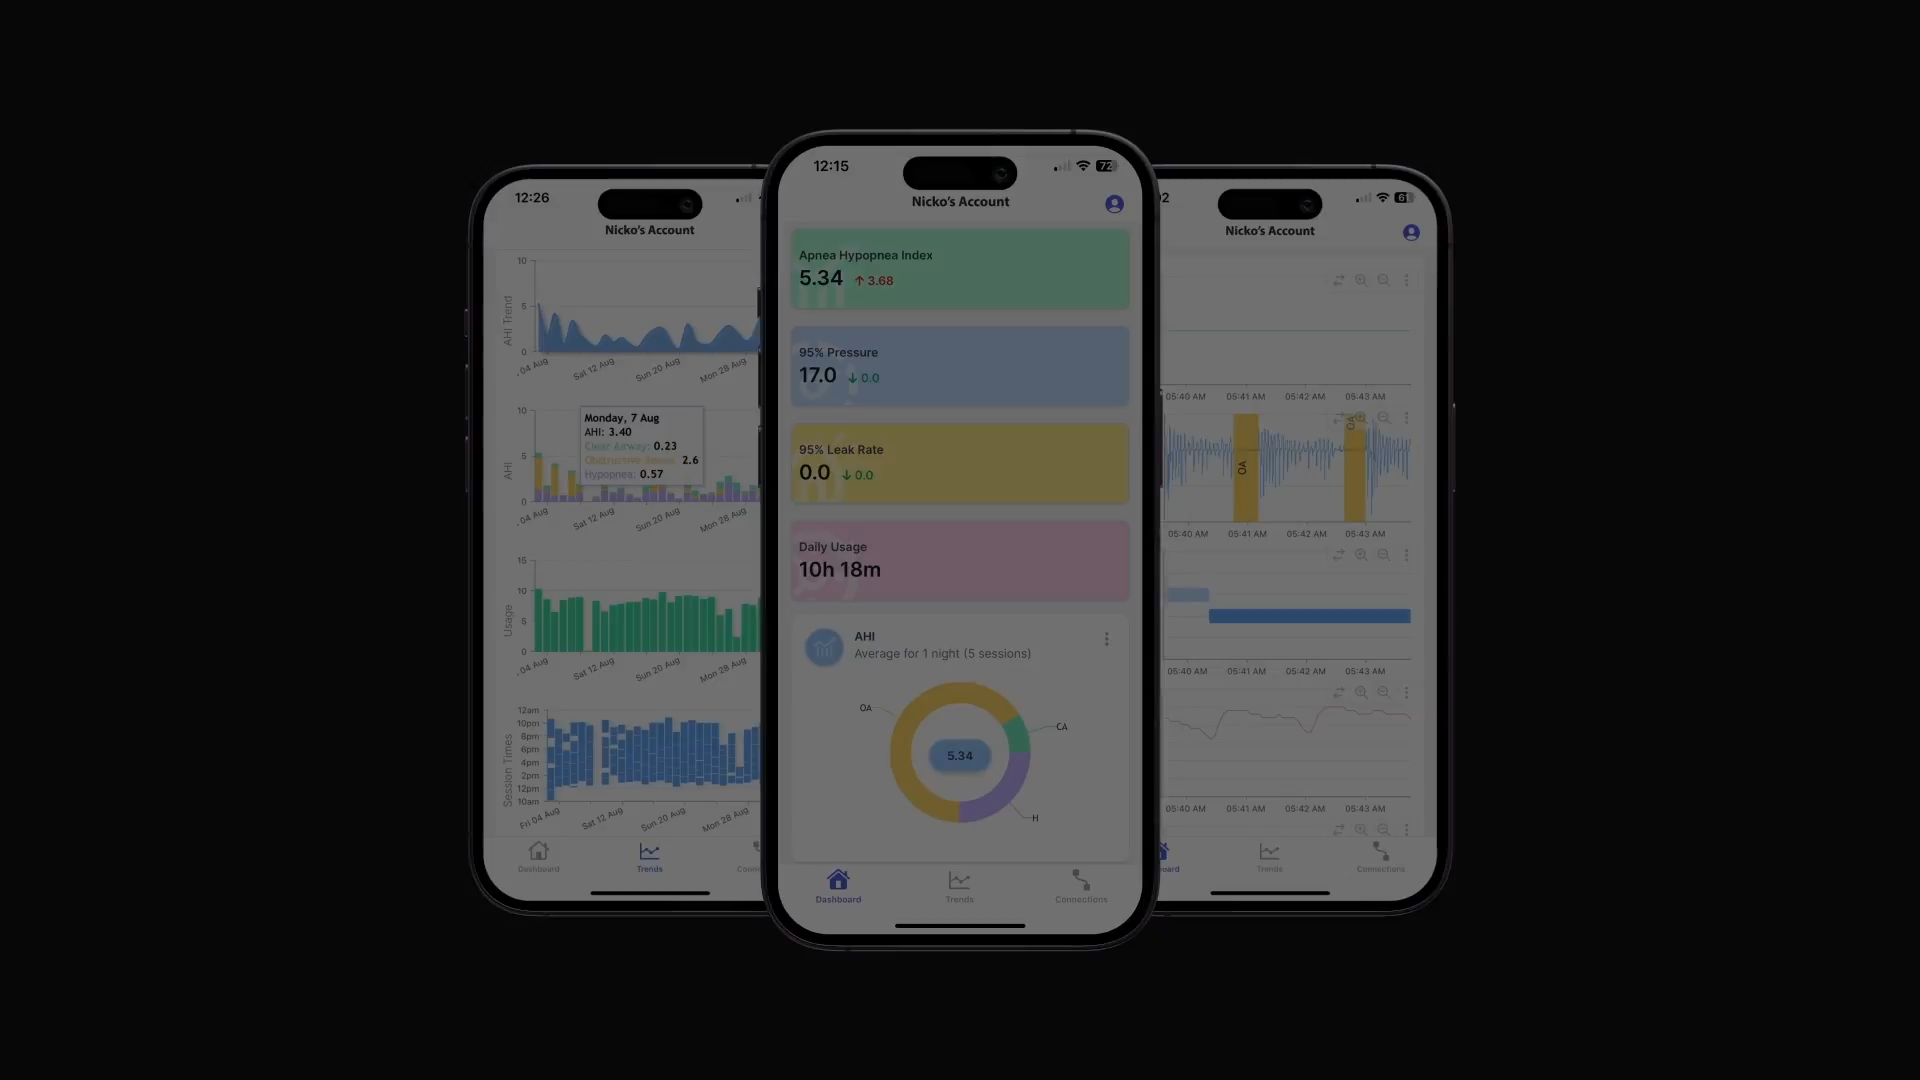 12:26
Nicko's Account
10
5
0
AHI Trend
04 Aug
Sat 12 Aug
Sun 20 Aug
Mon 28 Aug
10
5
0
AHI
Monday, 7 Aug
AHI: 3.40
Clear Airway: 0.23
2.6
Hypopnea: 0.57
. 04 Aug
Sat 12 Aug
Sun 20 Aug
Mon 28 Aug
15
10
5
0
Usage
. 04 Aug
Sat 12 Aug
Sun 20 Aug
Mon 28 Aug
12am
10pm
8pm
6pm
4pm
2pm
12pm
10am
Session Times
Fri 04 Aug
Sat 12 Aug
Sun 20 Aug
Mon 28 Aug
Dashboard
Trends
Conn
12:15
72
Nicko's Account
Apnea Hypopnea Index
5.34 ↑ 3.68
95% Pressure
17.0 ↓ 0.0
95% Leak Rate
0.0 ↓ 0.0
Daily Usage
10h 18m
AHI
Average for 1 night (5 sessions)
OA
CA
5.34
H
Dashboard
Trends
Connections
2
Nicko's Account
05:40 AM 05:41 AM 05:42 AM 05:43 AM
OA
OA
05:40 AM 05:41 AM 05:42 AM 05:43 AM
05:40 AM 05:41 AM 05:42 AM 05:43 AM
05:40 AM 05:41 AM 05:42 AM 05:43 AM
oard
Trends
Connections